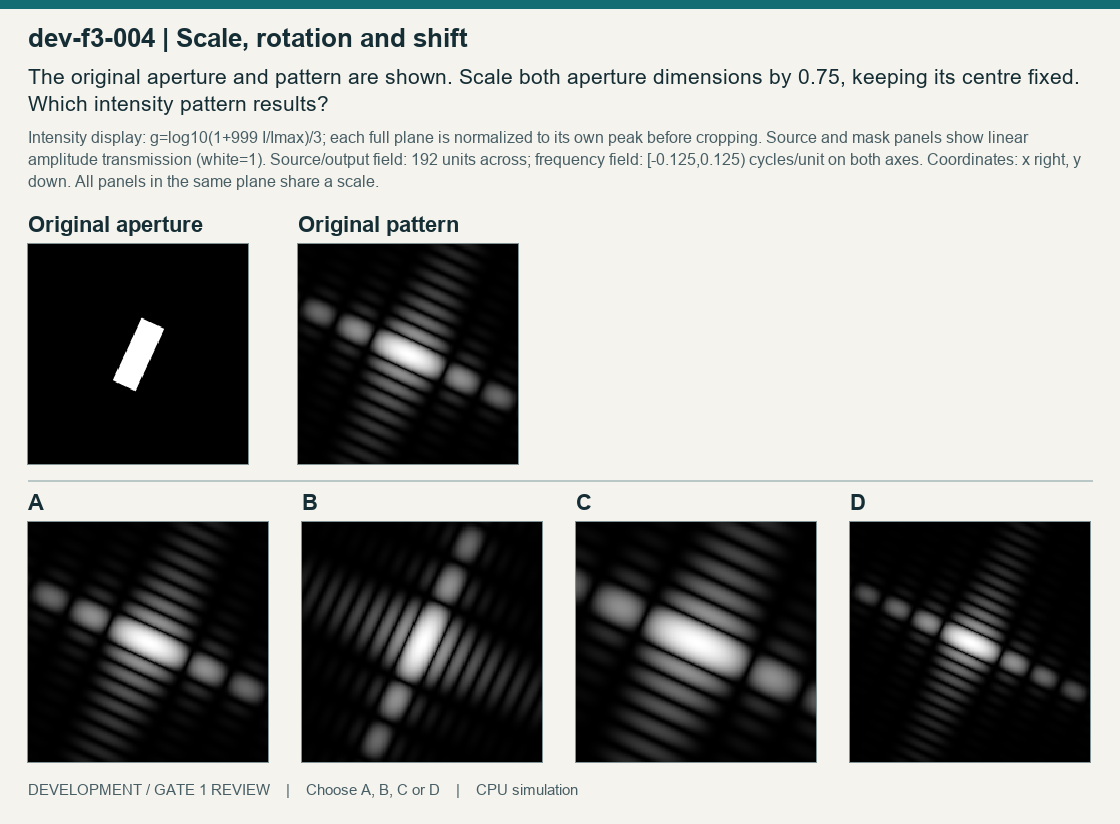 dev-f3-004 | Scale, rotation and shift
The original aperture and pattern are shown. Scale both aperture dimensions by 0.75, keeping its centre fixed.
Which intensity pattern results?
Intensity display: g=log10(1+999 I/Imax)/3; each full plane is normalized to its own peak before cropping. Source and mask panels show linear
amplitude transmission (white=1). Source/output field: 192 units across; frequency field: [-0.125,0.125) cycles/unit on both axes. Coordinates: x right, y
down. All panels in the same plane share a scale.
Original aperture Original pattern
A B C D
DEVELOPMENT / GATE 1 REVIEW | Choose A, B, C or D | CPU simulation